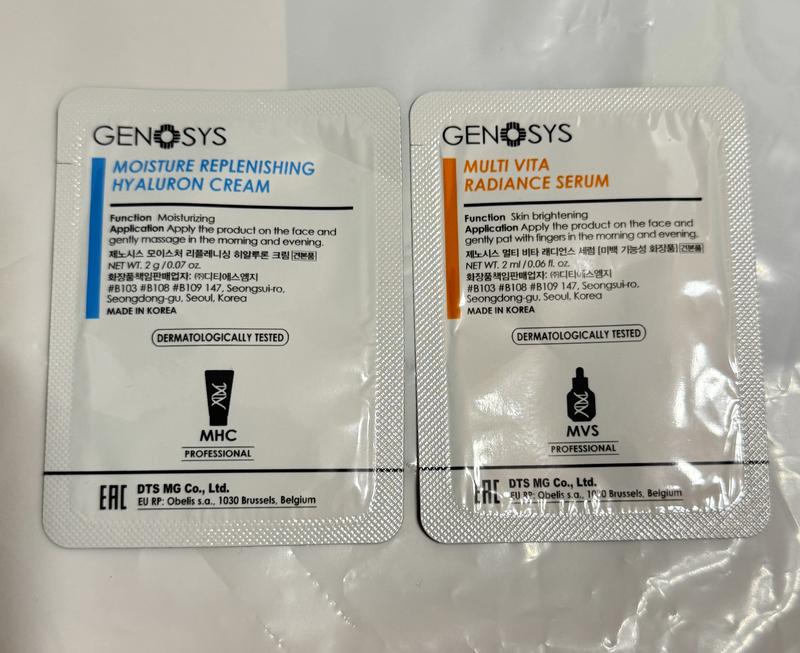 GENOSYS
MOISTURE REPLENISHING
HYALURON CREAM
Function Moisturizing
Application Apply the product on the face and
gently massage in the morning and evening.
제노시스 모이스처 리플레니싱 히알루론 크림 견본품
NET WT. 2 g / 0.07 oz.
화장품책임판매업자: ㈜디티에스엠지
#B103 #B108 #B109 147, Seongsui-ro,
Seongdong-gu, Seoul, Korea
MADE IN KOREA
DERMATOLOGICALLY TESTED
MHC
PROFESSIONAL
EAC
DTS MG Co., Ltd.
EU RP: Obelis s.a., 1030 Brussels, Belgium
GENOSYS
MULTI VITA
RADIANCE SERUM
Function Skin brightening
Application Apply the product on the face and
gently pat with fingers in the morning and evening.
제노시스 멀티 비타 래디언스 세럼 [미백 기능성 화장품] 견본품
NET WT. 2 ml / 0.06 fl. oz.
화장품책임판매업자: ㈜디티에스엠지
#B103 #B108 #B109 147, Seongsui-ro,
Seongdong-gu, Seoul, Korea
MADE IN KOREA
DERMATOLOGICALLY TESTED
MVS
PROFESSIONAL
EAC
DTS MG Co., Ltd.
EU RP: Obelis s.a., 1030 Brussels, Belgium